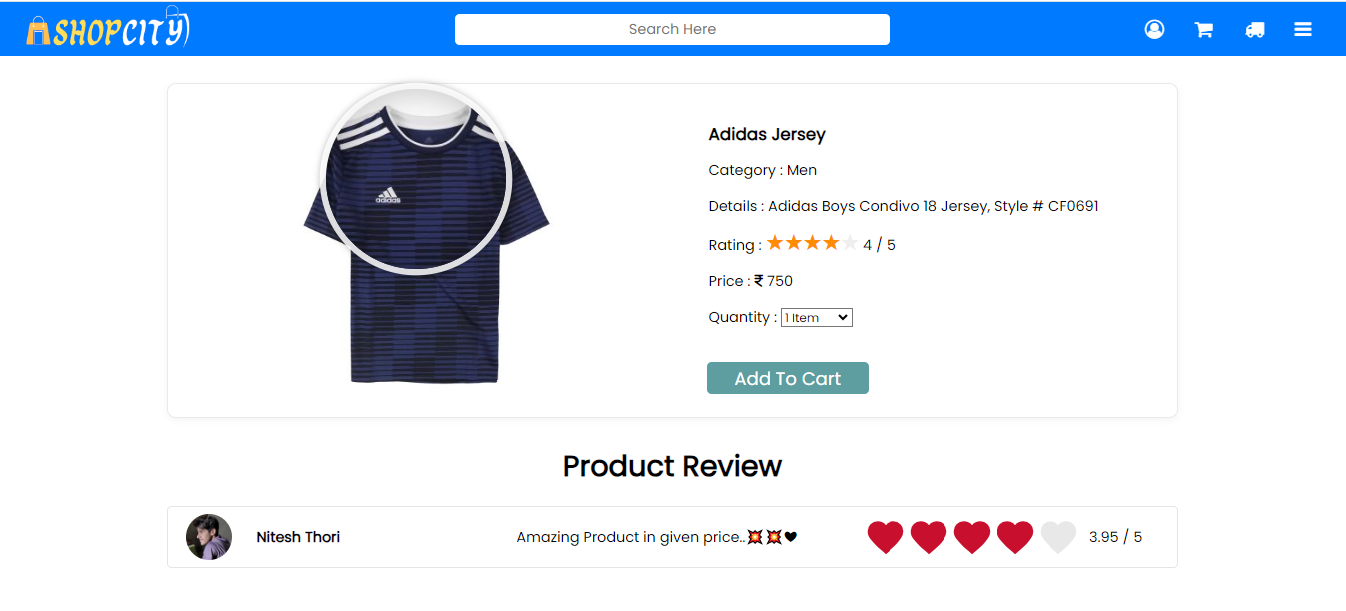 SHOPCITY
Search Here
adidas
Adidas Jersey
Category : Men
Details : Adidas Boys Condivo 18 Jersey, Style # CF0691
Rating : ★★★★★ 4 / 5
Price : ₹ 750
Quantity : 1 Item
Add To Cart
Product Review
Nitesh Thori
Amazing Product in given price..💥💥🖤
3.95 / 5